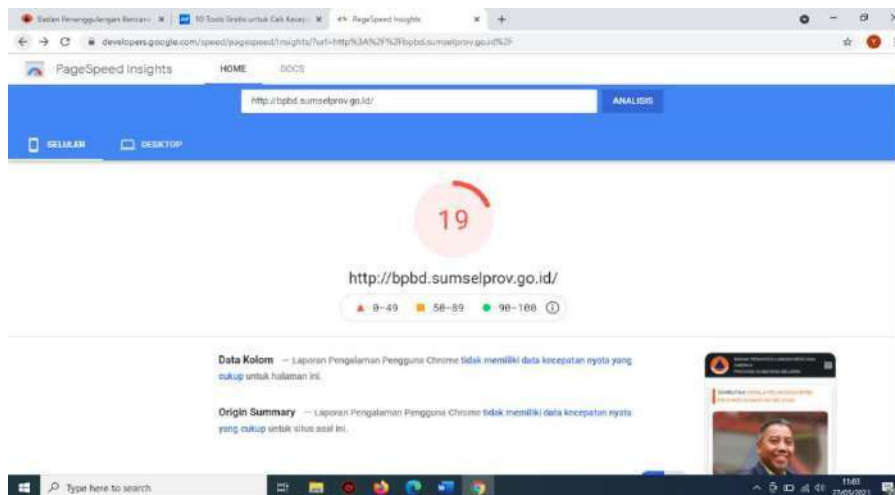 Badan Penanggulangan Bencan
10 Tools Gratis untuk Cek Kecep
PageSpeed Insights
developers.google.com/speed/pagespeed/insights/?url=http%3A%2F%2Fbpbd.sumselprov.go.id%2F
PageSpeed Insights HOME DOCS
http://bpbd.sumselprov.go.id/ ANALISIS
SELULER DESKTOP
19
http://bpbd.sumselprov.go.id/
0-49 50-89 90-100
Data Kolom — Laporan Pengalaman Pengguna Chrome tidak memiliki data kecepatan nyata yang
cukup untuk halaman ini.
Origin Summary — Laporan Pengalaman Pengguna Chrome tidak memiliki data kecepatan nyata
yang cukup untuk situs asal ini.
Type here to search
11:03
27/05/2021